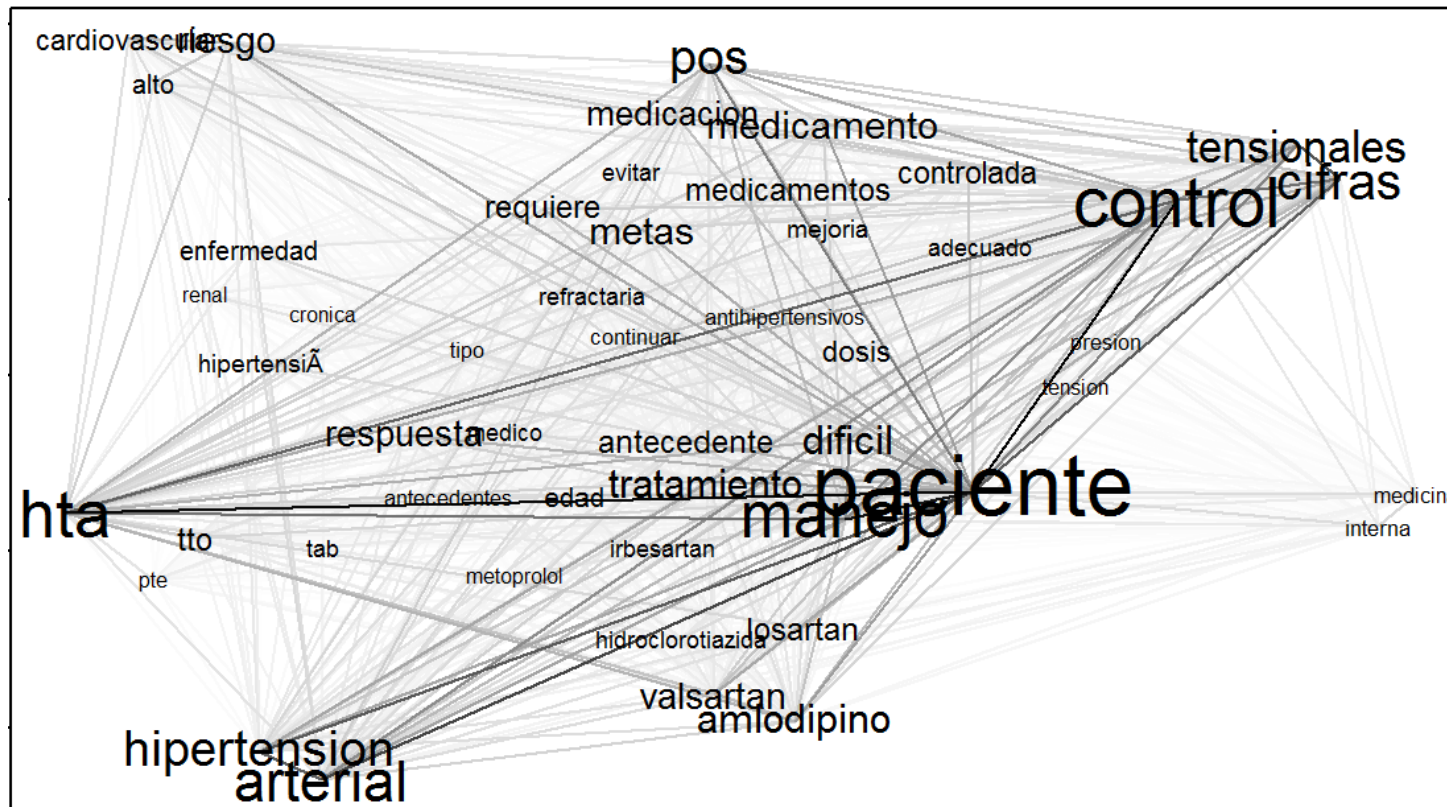 cardiovascular
riesgo
alto
pos
medicacion
medicamento
tensionales
cifras
control
controlada
evitar
medicamentos
requiere
metas
mejoria
adecuado
enfermedad
renal
cronica
refractaria
antihipertensivos
continuar
dosis
presion
hipertensiÃ
tipo
tension
respuesta
medico
antecedente
dificil
antecedentes
edad
tratamiento
paciente
medicin
hta
manejo
interna
tto
tab
irbesartan
pte
metoprolol
hidroclorotiazida
losartan
valsartan
amlodipino
hipertension
arterial